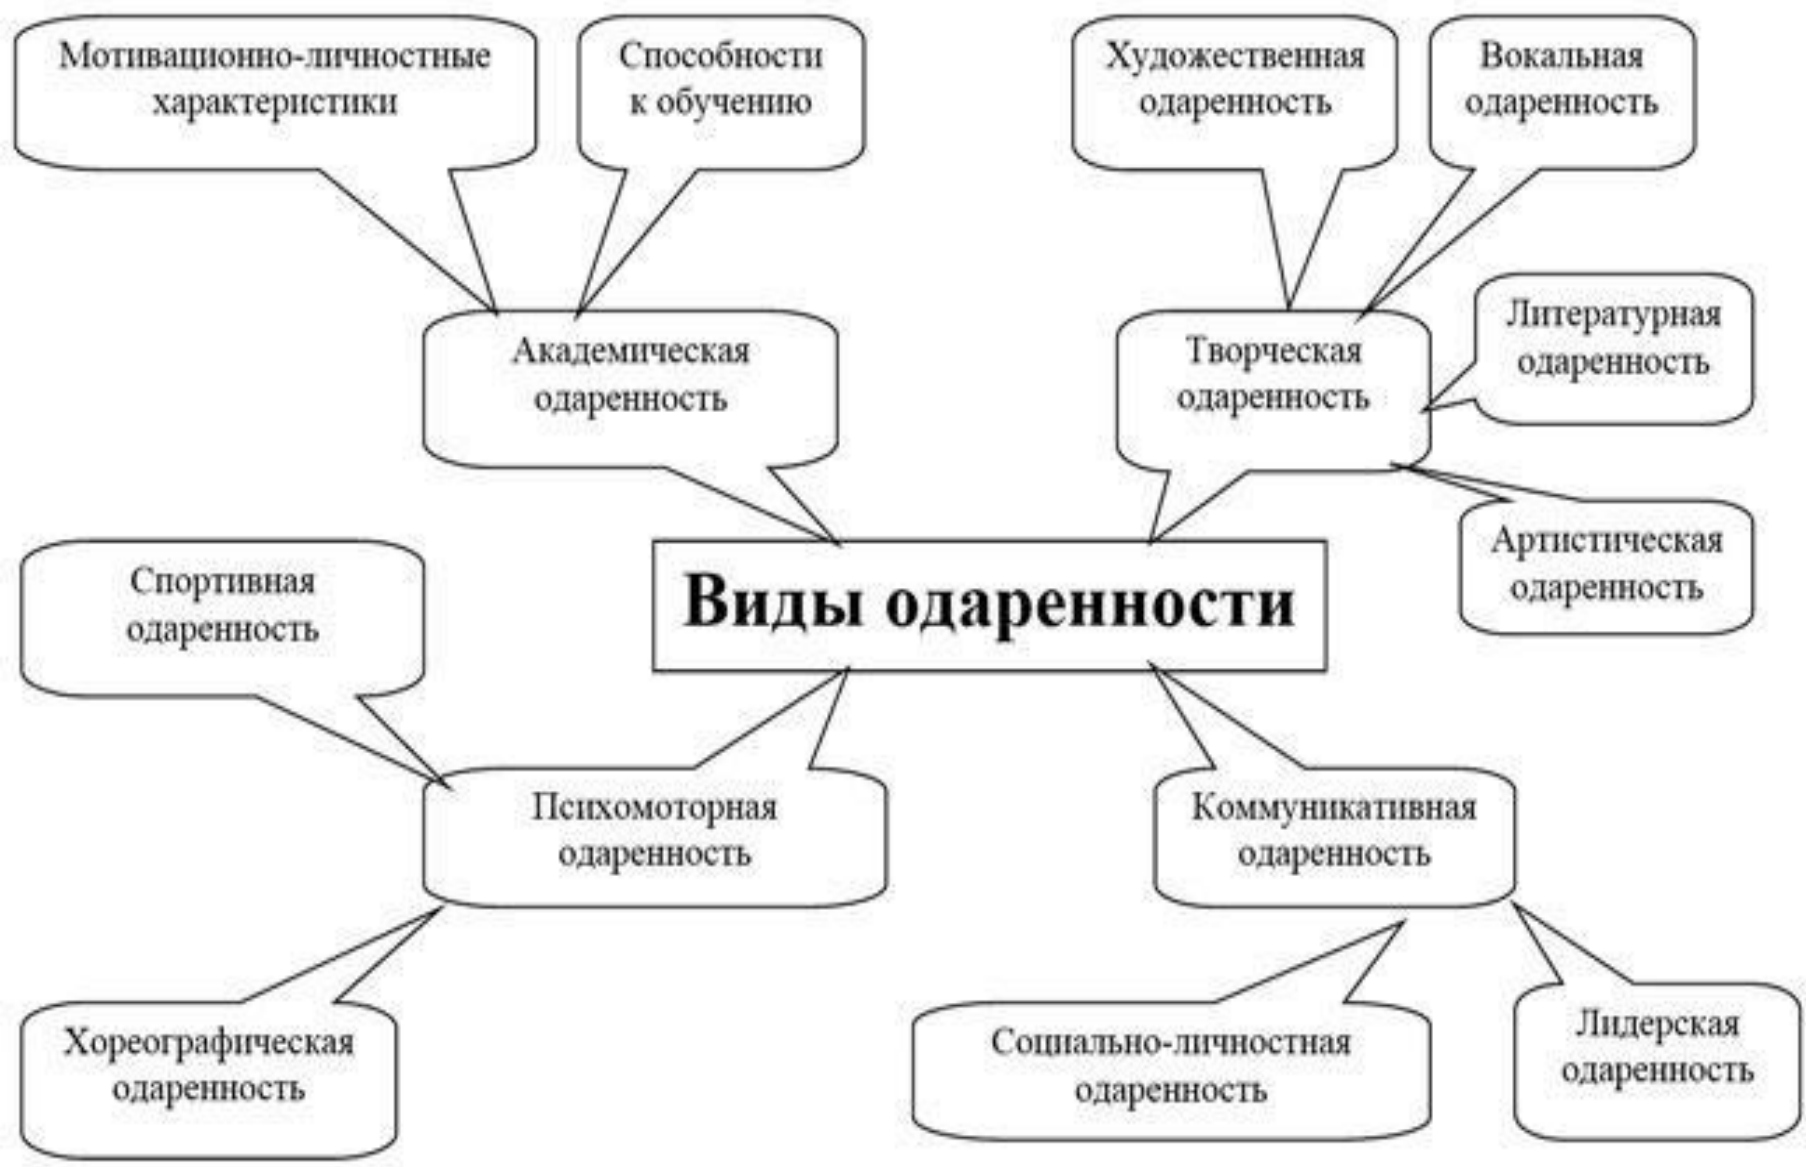 Мотивационно-личностные
характеристики
Способности
к обучению
Художественная
одаренность
Вокальная
одаренность
Литературная
одаренность
Академическая
одаренность
Творческая
одаренность
Артистическая
одаренность
Спортивная
одаренность
Виды одаренности
Психомоторная
одаренность
Коммуникативная
одаренность
Хореографическая
одаренность
Социально-личностная
одаренность
Лидерская
одаренность